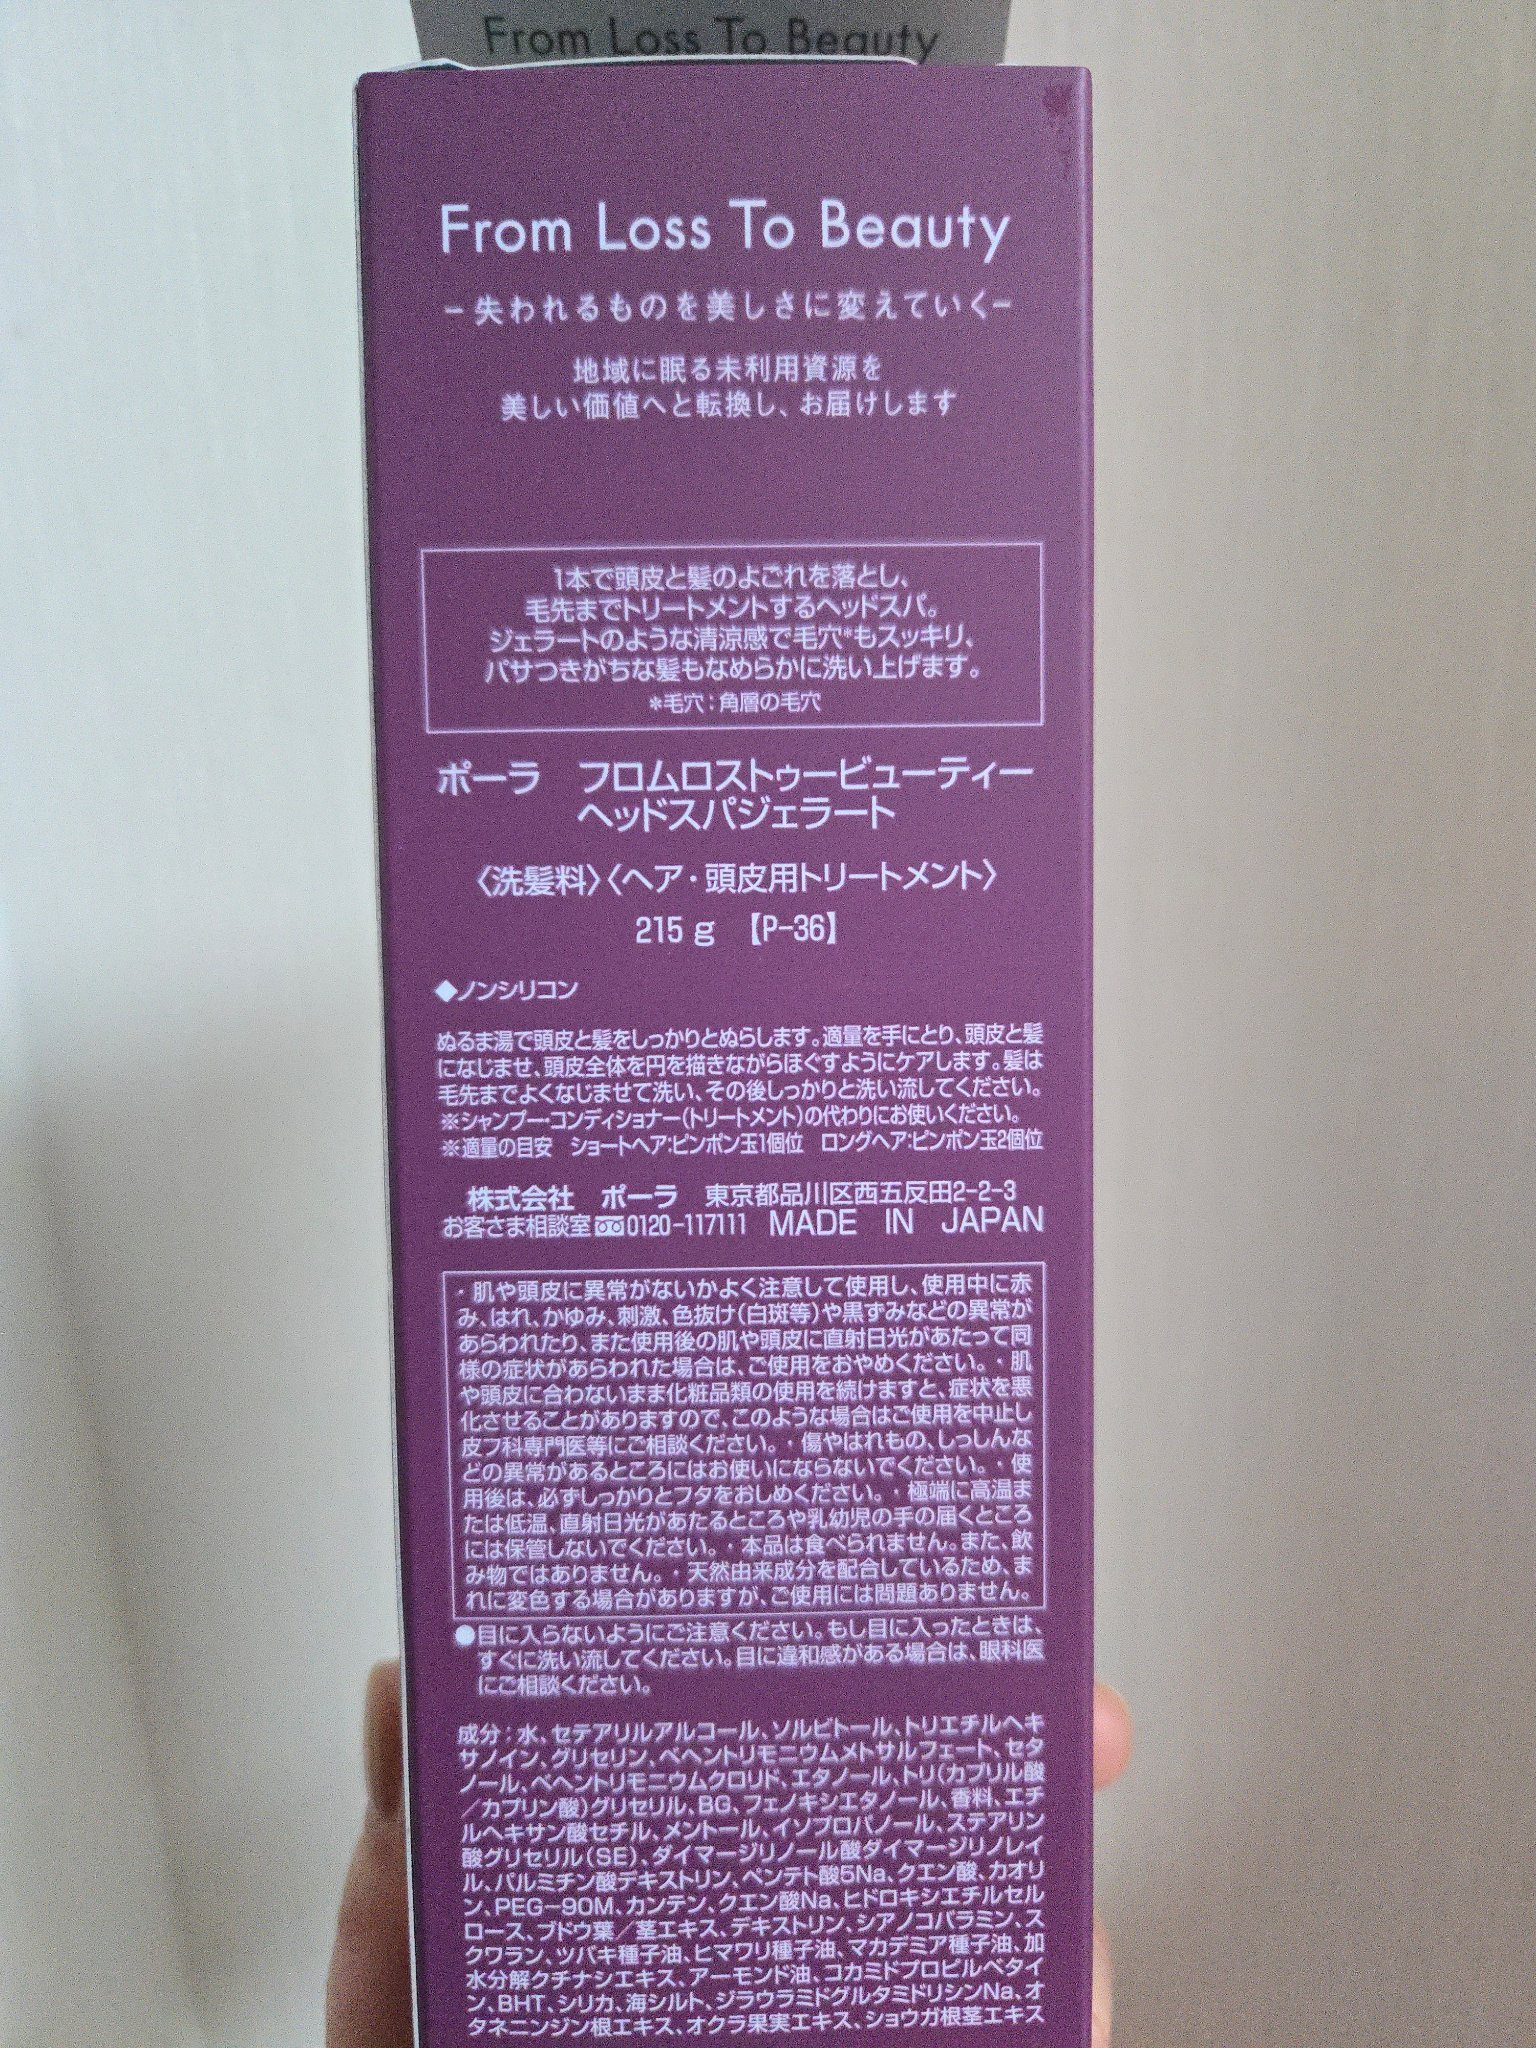 From Loss To Beauty
From Loss To Beauty
－失われるものを美しさに変えていく－
地域に眠る未利用資源を
美しい価値へと転換し、お届けします
1本で頭皮と髪のよごれを落とし、
毛先までトリートメントするヘッドスパ。
ジェラートのような清涼感で毛穴*もスッキリ、
パサつきがちな髪もなめらかに洗い上げます。
*毛穴：角層の毛穴
ポーラ　フロムロストゥービューティー
ヘッドスパジェラート
〈洗髪料〉〈ヘア・頭皮用トリートメント〉
215 g 【P-36】
◆ノンシリコン
ぬるま湯で頭皮と髪をしっかりとぬらします。適量を手にとり、頭皮と髪
になじませ、頭皮全体を円を描きながらほぐすようにケアします。髪は
毛先までよくなじませて洗い、その後しっかりと洗い流してください。
※シャンプー・コンディショナー（トリートメント）の代わりにお使いください。
※適量の目安　ショートヘア：ピンポン玉1個位　ロングヘア：ピンポン玉2個位
株式会社　ポーラ　東京都品川区西五反田2-2-3
お客さま相談室 0120-117111 MADE IN JAPAN
・肌や頭皮に異常がないかよく注意して使用し、使用中に赤
み、はれ、かゆみ、刺激、色抜け（白斑等）や黒ずみなどの異常が
あらわれたり、また使用後の肌や頭皮に直射日光があたって同
様の症状があらわれた場合は、ご使用をおやめください。・肌
や頭皮に合わないまま化粧品類の使用を続けますと、症状を悪
化させることがありますので、このような場合はご使用を中止し
皮フ科専門医等にご相談ください。・傷やはれもの、しっしんな
どの異常があるところにはお使いにならないでください。・使
用後は、必ずしっかりとフタをおしめください。・極端に高温ま
たは低温、直射日光があたるところや乳幼児の手の届くところ
には保管しないでください。・本品は食べられません。また、飲
み物ではありません。・天然由来成分を配合しているため、ま
れに変色する場合がありますが、ご使用には問題ありません。
●目に入らないようにご注意ください。もし目に入ったときは、
すぐに洗い流してください。目に違和感がある場合は、眼科医
にご相談ください。
成分：水、セテアリルアルコール、ソルビトール、トリエチルヘキ
サノイン、グリセリン、ベヘントリモニウムメトサルフェート、セタ
ノール、ベヘントリモニウムクロリド、エタノール、トリ（カプリル酸
／カプリン酸）グリセリル、BG、フェノキシエタノール、香料、エチ
ルヘキサン酸セチル、メントール、イソプロパノール、ステアリン
酸グリセリル（SE）、ダイマージリノール酸ダイマージリノレイ
ル、パルミチン酸デキストリン、ペンテト酸5Na、クエン酸、カオリ
ン、PEG-90M、カンテン、クエン酸Na、ヒドロキシエチルセル
ロース、ブドウ葉／茎エキス、デキストリン、シアノコバラミン、ス
クワラン、ツバキ種子油、ヒマワリ種子油、マカデミア種子油、加
水分解クチナシエキス、アーモンド油、コカミドプロピルベタイ
ン、BHT、シリカ、海シルト、ジラウラミドグルタミドリシンNa、オ
タネニンジン根エキス、オクラ果実エキス、ショウガ根茎エキス